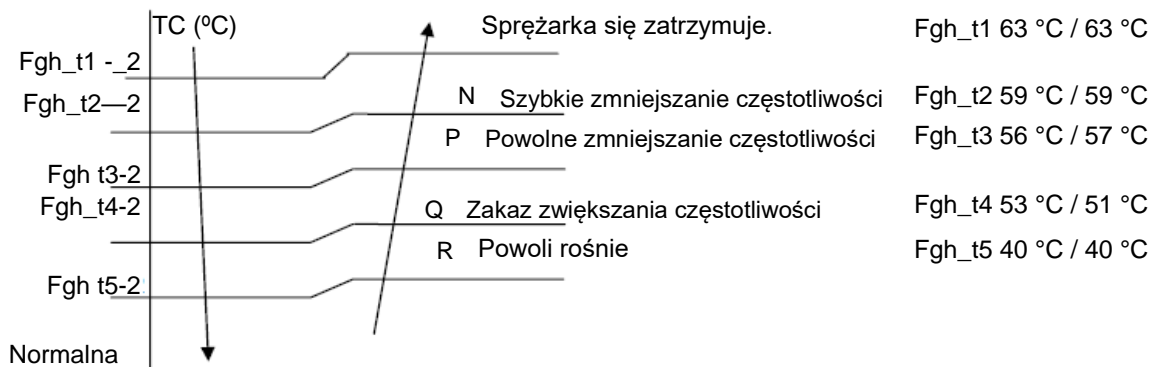 TC (ºC)
Sprężarka się zatrzymuje.
Fgh_t1 63 °C / 63 °C
Fgh_t1 -_2
Fgh_t2—2
N Szybkie zmniejszanie częstotliwości
Fgh_t2 59 °C / 59 °C
P Powolne zmniejszanie częstotliwości
Fgh_t3 56 °C / 57 °C
Fgh t3-2
Fgh_t4-2
Q Zakaz zwiększania częstotliwości
Fgh_t4 53 °C / 51 °C
R Powoli rośnie
Fgh_t5 40 °C / 40 °C
Fgh t5-2
Normalna